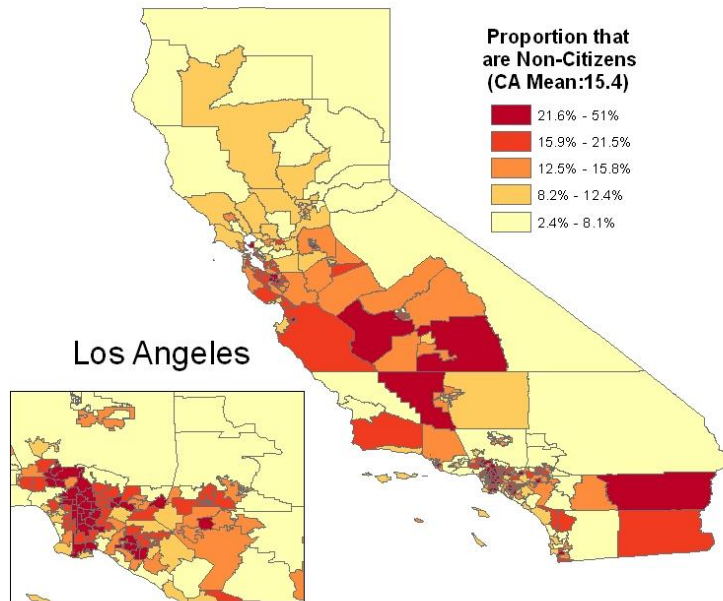 Proportion that
are Non-Citizens
(CA Mean:15.4)
21.6% - 51%
15.9% - 21.5%
12.5% - 15.8%
8.2% - 12.4%
2.4% - 8.1%
Los Angeles